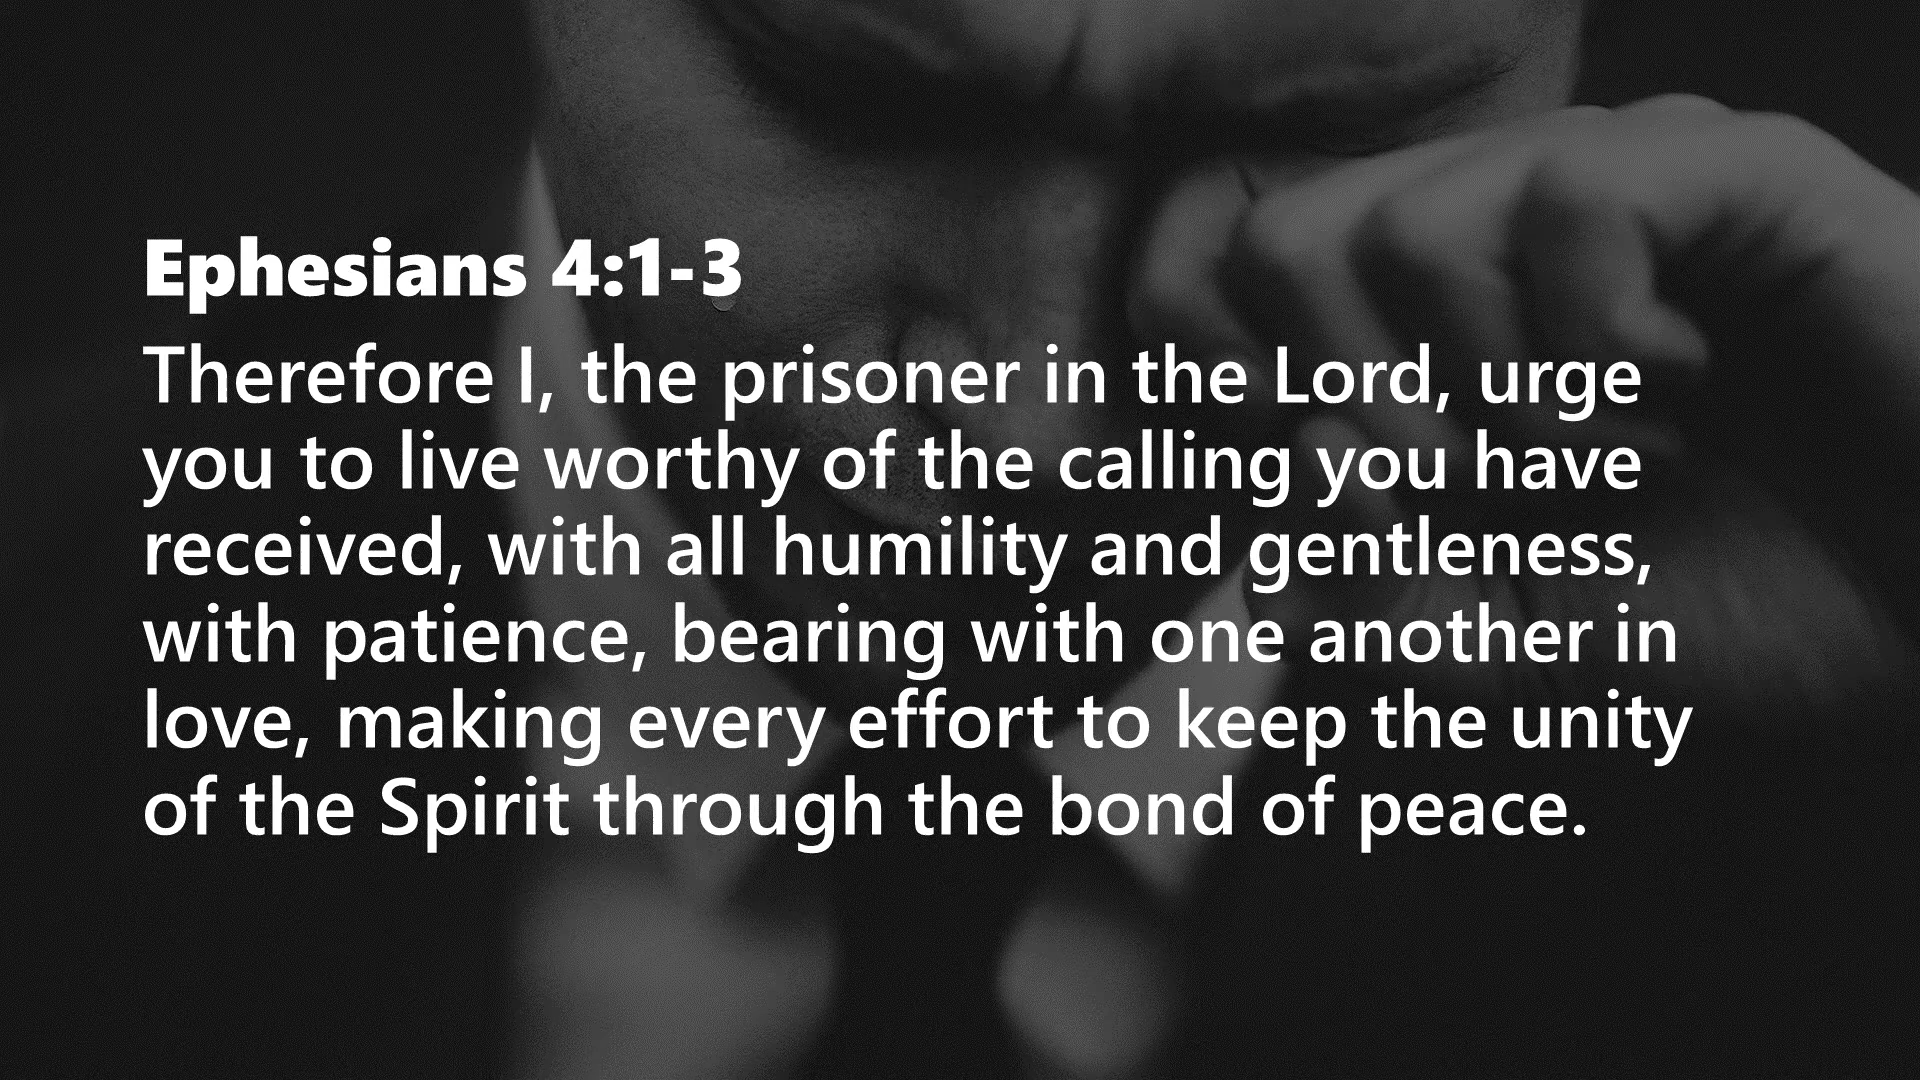 Ephesians 4:1-3
Therefore I, the prisoner in the Lord, urge
you to live worthy of the calling you have
received, with all humility and gentleness,
with patience, bearing with one another in
love, making every effort to keep the unity
of the Spirit through the bond of peace.